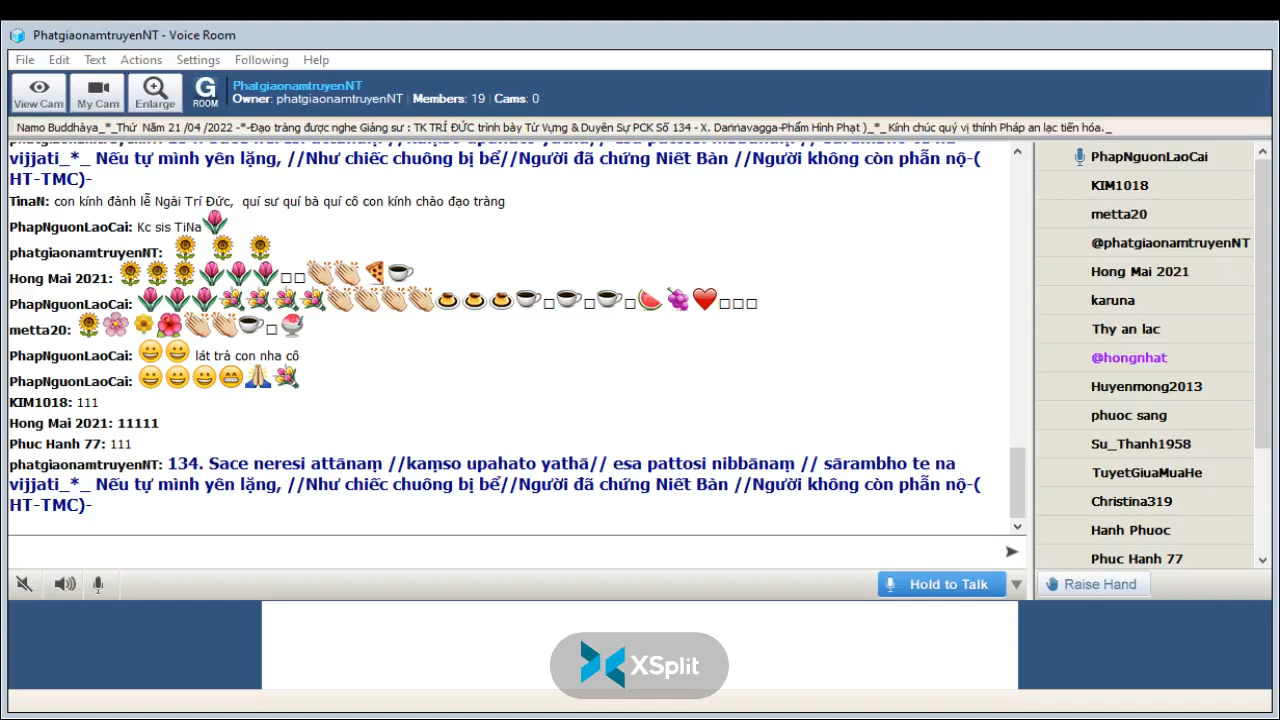 PhatgiaonamtruyenNT - Voice Room
File Edit Text Actions Settings Following Help
View Cam My Cam Enlarge G ROOM
PhatgiaonamtruyenNT
Owner: phatgiaonamtruyenNT | Members: 19 | Cams: 0
Namo Buddhàya_*_Thứ Năm 21 /04 /2022 -*-Đạo tràng được nghe Giảng sư : TK TRÍ ĐỨC trình bày Từ Vựng & Duyên Sự PCK Số 134 - X. Daṇḍavagga-Phẩm Hình Phạt )_*_ Kính chúc quý vị thính Pháp an lạc tiến hóa._
vijjati_*_ Nếu tự mình yên lặng, //Như chiếc chuông bị bể//Người đã chứng Niết Bàn //Người không còn phẫn nộ-(
HT-TMC)-
TinaN: con kính đảnh lễ Ngài Trí Đức, quí sư quí bà quí cô con kính chào đạo tràng
PhapNguonLaoCai: Kc sis TiNa🌷
phatgiaonamtruyenNT: 🌻 🌻 🌻
Hong Mai 2021: 🌻🌻🌻🌷🌷🌷□□👏👏🍕☕
PhapNguonLaoCai: 🌷🌷🌷💐💐💐💐👏👏👏👏🍮🍮🍮☕□☕□☕□🍉🍇❤️□□□
metta20: 🌻🌸🌼🌺👏👏☕□🍧
PhapNguonLaoCai: 😀😀 lát trả con nha cô
PhapNguonLaoCai: 😀😀😀😁🙏💐
KIM1018: 111
Hong Mai 2021: 11111
Phuc Hanh 77: 111
phatgiaonamtruyenNT: 134. Sace neresi attānaṃ //kaṃso upahato yathā// esa pattosi nibbānaṃ // sārambho te na
vijjati_*_ Nếu tự mình yên lặng, //Như chiếc chuông bị bể//Người đã chứng Niết Bàn //Người không còn phẫn nộ-(
HT-TMC)-
Hold to Talk
PhapNguonLaoCai
KIM1018
metta20
@phatgiaonamtruyenNT
Hong Mai 2021
karuna
Thy an lac
@hongnhat
Huyenmong2013
phuoc sang
Su_Thanh1958
TuyetGiuaMuaHe
Christina319
Hanh Phuoc
Phuc Hanh 77
Raise Hand
XSplit